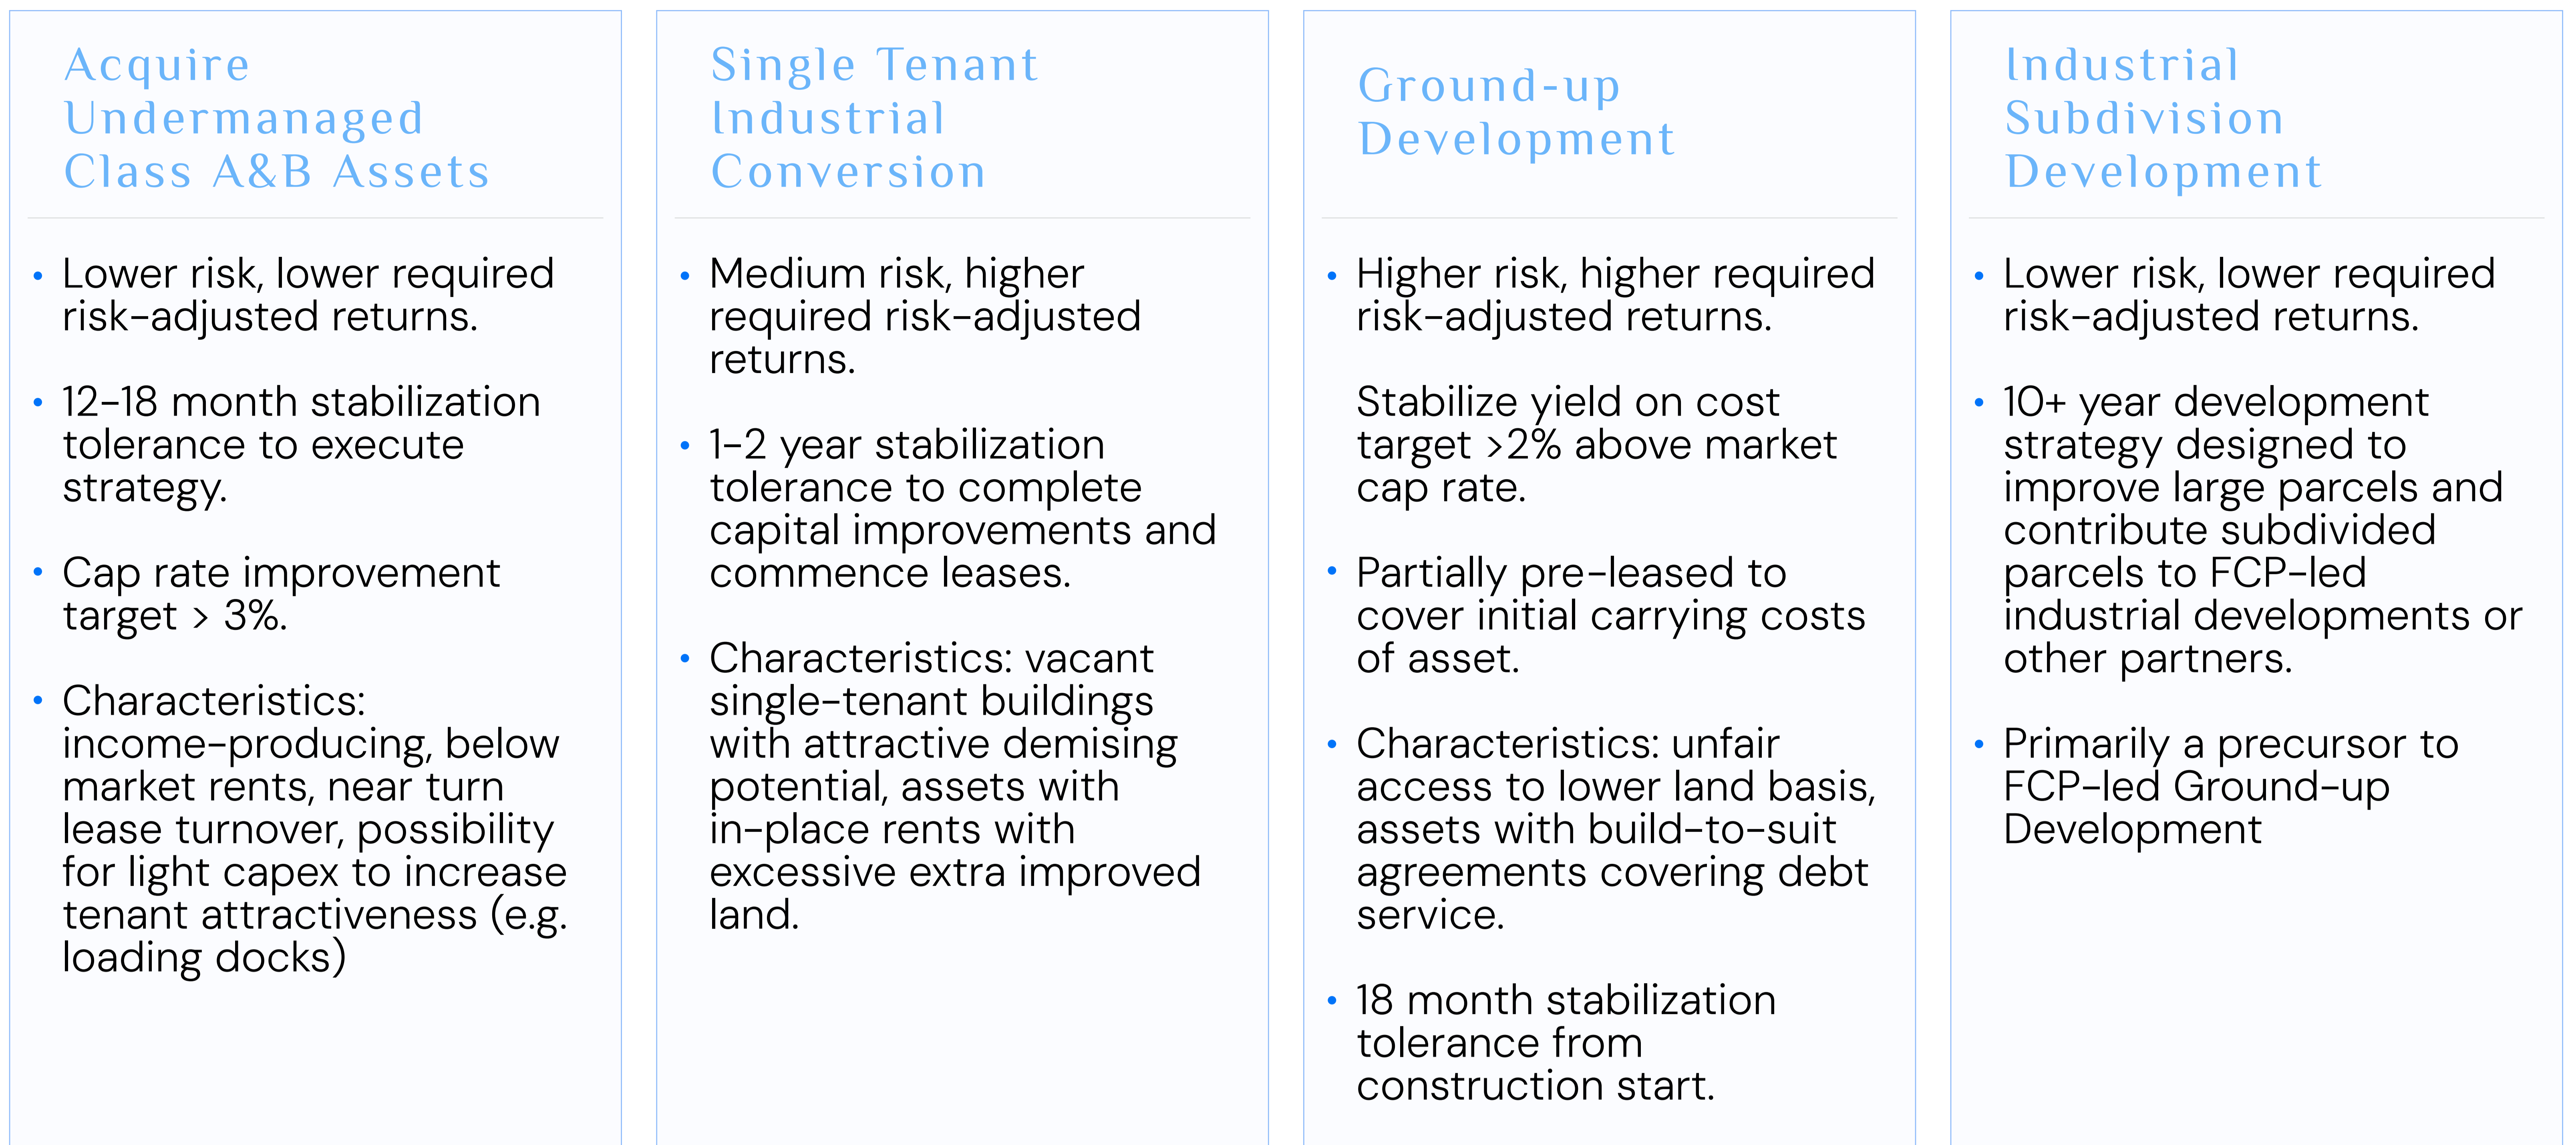 Acquire
Undermanaged
Class A&B Assets
• Lower risk, lower required
risk-adjusted returns.
• 12-18 month stabilization
tolerance to execute
strategy.
• Cap rate improvement
target > 3%.
• Characteristics:
income-producing, below
market rents, near turn
lease turnover, possibility
for light capex to increase
tenant attractiveness (e.g.
loading docks)
Single Tenant
Industrial
Conversion
• Medium risk, higher
required risk-adjusted
returns.
• 1-2 year stabilization
tolerance to complete
capital improvements and
commence leases.
• Characteristics: vacant
single-tenant buildings
with attractive demising
potential, assets with
in-place rents with
excessive extra improved
land.
Ground-up
Development
• Higher risk, higher required
risk-adjusted returns.
Stabilize yield on cost
target >2% above market
cap rate.
• Partially pre-leased to
cover initial carrying costs
of asset.
• Characteristics: unfair
access to lower land basis,
assets with build-to-suit
agreements covering debt
service.
• 18 month stabilization
tolerance from
construction start.
Industrial
Subdivision
Development
• Lower risk, lower required
risk-adjusted returns.
• 10+ year development
strategy designed to
improve large parcels and
contribute subdivided
parcels to FCP-led
industrial developments or
other partners.
• Primarily a precursor to
FCP-led Ground-up
Development